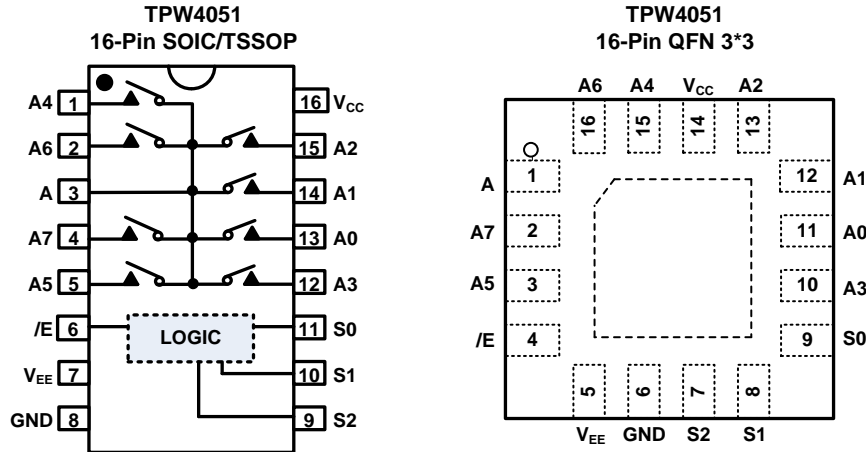 TPW4051
16-Pin SOIC/TSSOP
A4 1
16 VCC
A6 2
15 A2
A 3
14 A1
A7 4
13 A0
A5 5
12 A3
/E 6
LOGIC
11 S0
VEE 7
10 S1
GND 8
9 S2
TPW4051
16-Pin QFN 3*3
A6 A4 VCC A2
16 15 14 13
A 1
12 A1
A7 2
11 A0
A5 3
10 A3
/E 4
9 S0
5 6 7 8
VEE GND S2 S1